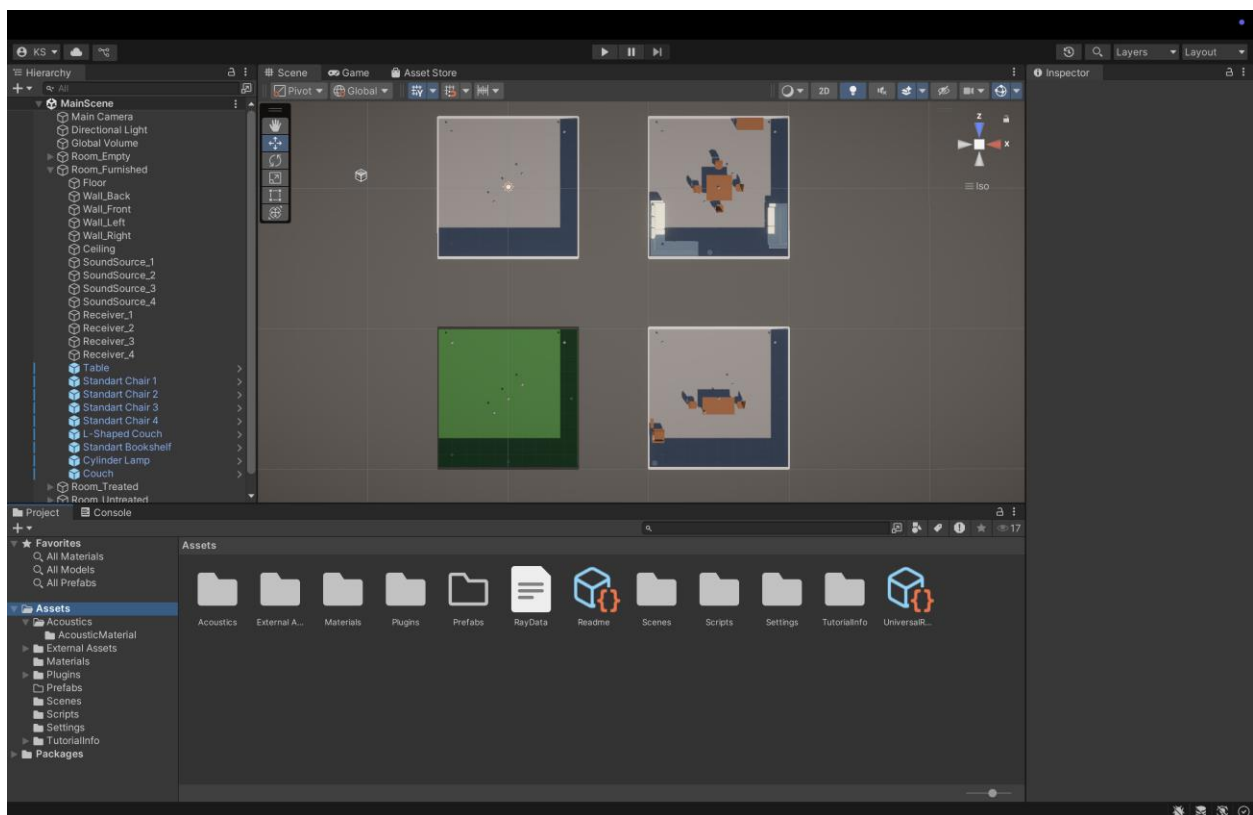 KS
Layers
Layout
Hierarchy
Scene
Game
Asset Store
Inspector
All
Pivot
Global
2D
MainScene
Main Camera
Directional Light
Global Volume
Room_Empty
Room_Furnished
Floor
Wall_Back
Wall_Front
Wall_Left
Wall_Right
Ceiling
SoundSource_1
SoundSource_2
SoundSource_3
SoundSource_4
Receiver_1
Receiver_2
Receiver_3
Receiver_4
Table
Standart Chair 1
Standart Chair 2
Standart Chair 3
Standart Chair 4
L-Shaped Couch
Standart Bookshelf
Cylinder Lamp
Couch
Room_Treated
Room_Untreated
z
x
Iso
Project
Console
17
Favorites
All Materials
All Models
All Prefabs
Assets
Acoustics
AcousticMaterial
External Assets
Materials
Plugins
Prefabs
Scenes
Scripts
Settings
TutorialInfo
Packages
Assets
Acoustics
External A...
Materials
Plugins
Prefabs
RayData
Readme
Scenes
Scripts
Settings
TutorialInfo
UniversalR...